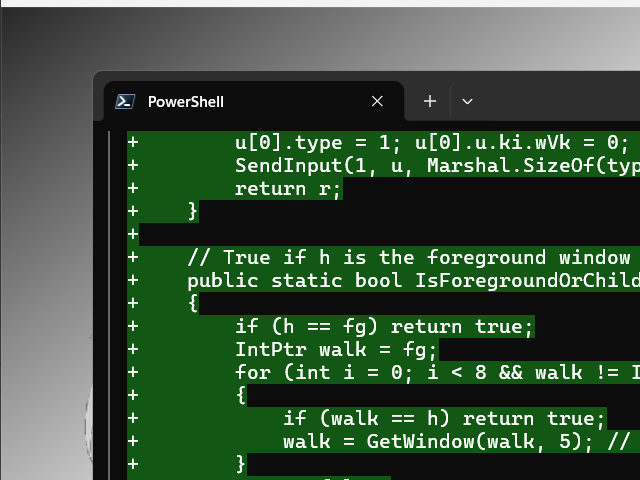 PowerShell
+        u[0].type = 1; u[0].u.ki.wVk = 0;
+        SendInput(1, u, Marshal.SizeOf(typ
+        return r;
+    }
+
+    // True if h is the foreground window
+    public static bool IsForegroundOrChild
+    {
+        if (h == fg) return true;
+        IntPtr walk = fg;
+        for (int i = 0; i < 8 && walk != I
+        {
+            if (walk == h) return true;
+            walk = GetWindow(walk, 5); //
+        }